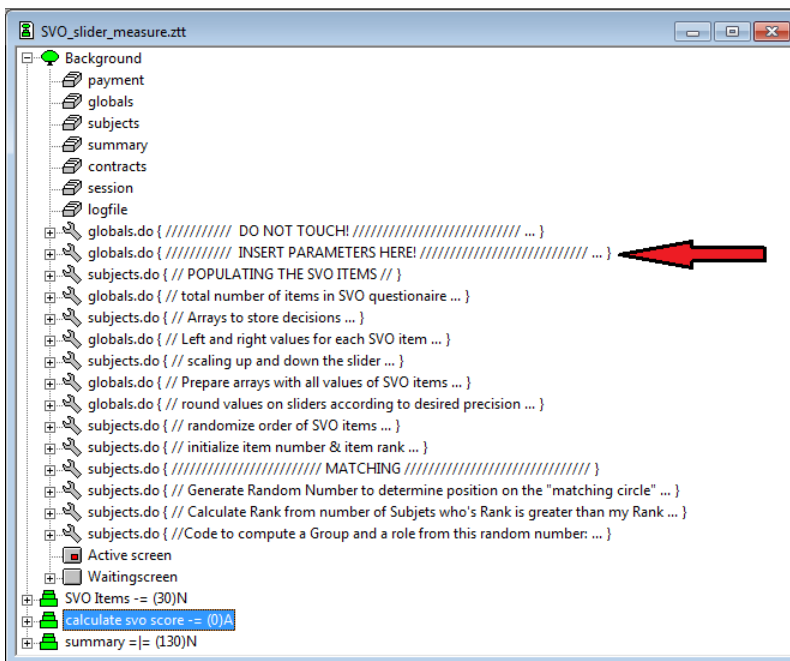 SVO_slider_measure.ztt
Background
payment
globals
subjects
summary
contracts
session
logfile
globals.do { /////////// DO NOT TOUCH! //////////////////////////// ... }
globals.do { /////////// INSERT PARAMETERS HERE! //////////////////////////// ... }
subjects.do { // POPULATING THE SVO ITEMS // }
globals.do { // total number of items in SVO questionaire ... }
subjects.do { // Arrays to store decisions ... }
globals.do { // Left and right values for each SVO item ... }
subjects.do { // scaling up and down the slider ... }
globals.do { // Prepare arrays with all values of SVO items ... }
globals.do { // round values on sliders according to desired precision ... }
subjects.do { // randomize order of SVO items ... }
subjects.do { // initialize item number & item rank ... }
subjects.do { ///////////////////////// MATCHING /////////////////////////////// }
subjects.do { // Generate Random Number to determine position on the "matching circle" ... }
subjects.do { // Calculate Rank from number of Subjets who's Rank is greater than my Rank ... }
subjects.do { //Code to compute a Group and a role from this random number: ... }
Active screen
Waitingscreen
SVO Items -= (30)N
calculate svo score -= (0)A
summary =|= (130)N